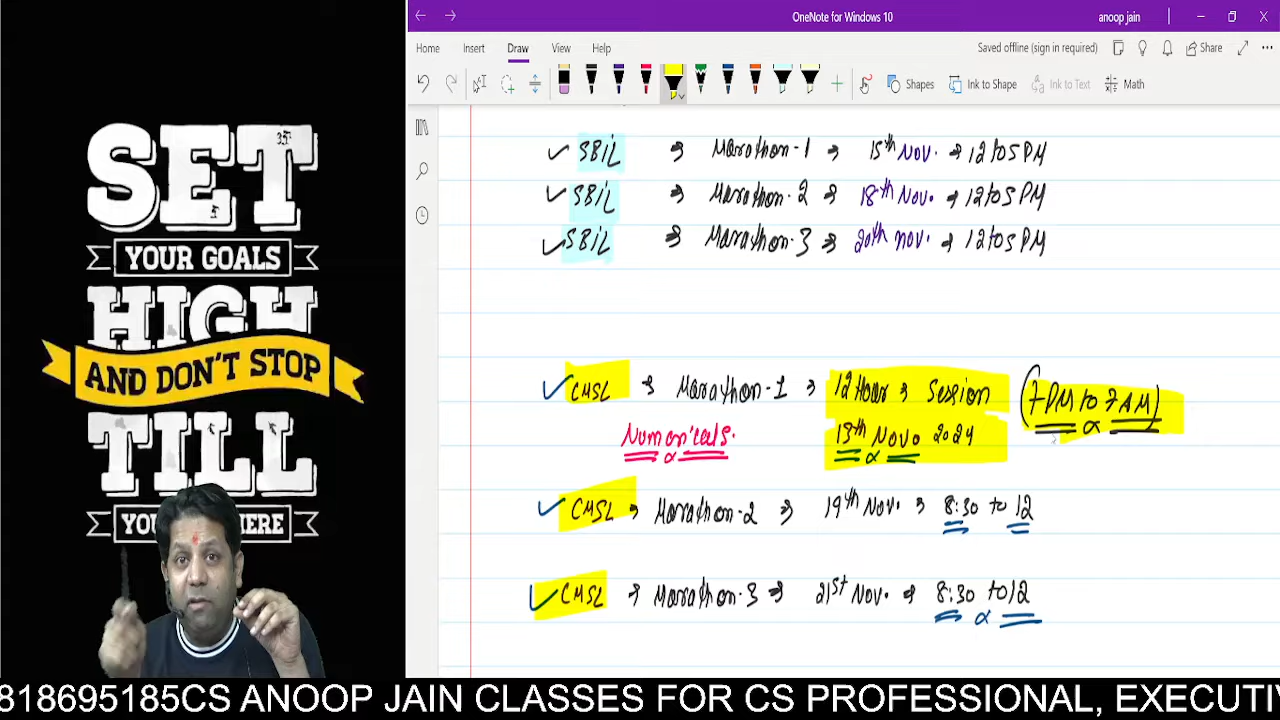 SET
YOUR GOALS
HIGH
AND DON'T STOP
TILL
OneNote for Windows 10
anoop jain
Home Insert Draw View Help
Saved offline (sign in required)
Share
Shapes
Ink to Shape
Ink to Text
Math
SBIL ⇒ Marathon-1 ⇒ 15th Nov. ⇒ 12 to 5 PM
SBIL ⇒ Marathon-2 ⇒ 18th Nov. ⇒ 12 to 5 PM
SBIL ⇒ Marathon-3 ⇒ 20th Nov. ⇒ 12 to 5 PM
CMSL ⇒ Marathon-1 ⇒ 12 Hour ⇒ Session (7 PM to 7 AM)
Numericals. 13th Nov. 2024
CMSL ⇒ Marathon-2 ⇒ 19th Nov. ⇒ 8:30 to 12
CMSL ⇒ Marathon-3 ⇒ 21st Nov. ⇒ 8:30 to 12
818695185CS ANOOP JAIN CLASSES FOR CS PROFESSIONAL, EXECUTI